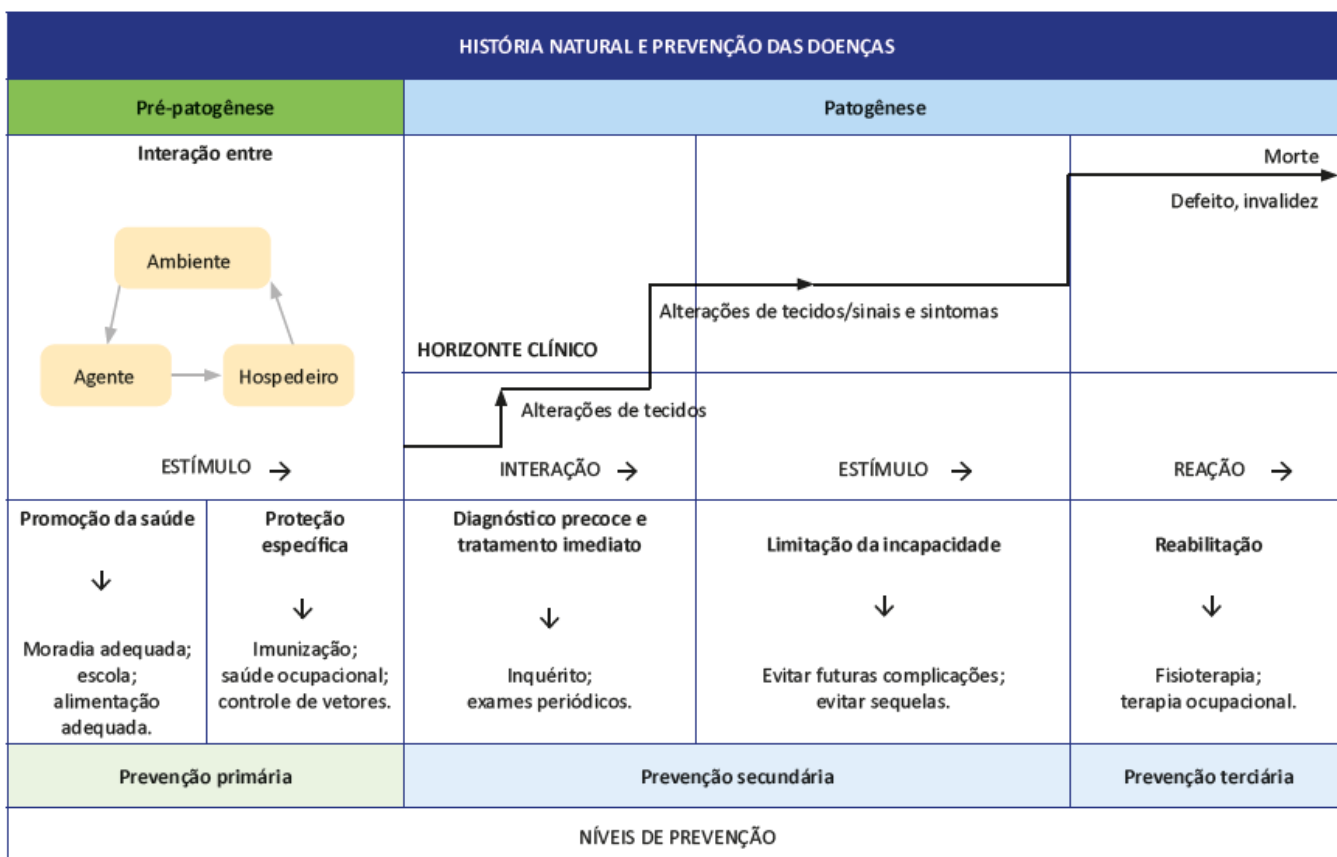 HISTÓRIA NATURAL E PREVENÇÃO DAS DOENÇAS
Pré-patogênese
Patogênese
Interação entre
Ambiente
Agente
Hospedeiro
ESTÍMULO →
HORIZONTE CLÍNICO
Alterações de tecidos
INTERAÇÃO →
Alterações de tecidos/sinais e sintomas
ESTÍMULO →
Morte
Defeito, invalidez
REAÇÃO →
Promoção da saúde
Moradia adequada;
escola;
alimentação
adequada.
Proteção
específica
Imunização;
saúde ocupacional;
controle de vetores.
Diagnóstico precoce e
tratamento imediato
Inquérito;
exames periódicos.
Limitação da incapacidade
Evitar futuras complicações;
evitar sequelas.
Reabilitação
Fisioterapia;
terapia ocupacional.
Prevenção primária
Prevenção secundária
Prevenção terciária
NÍVEIS DE PREVENÇÃO